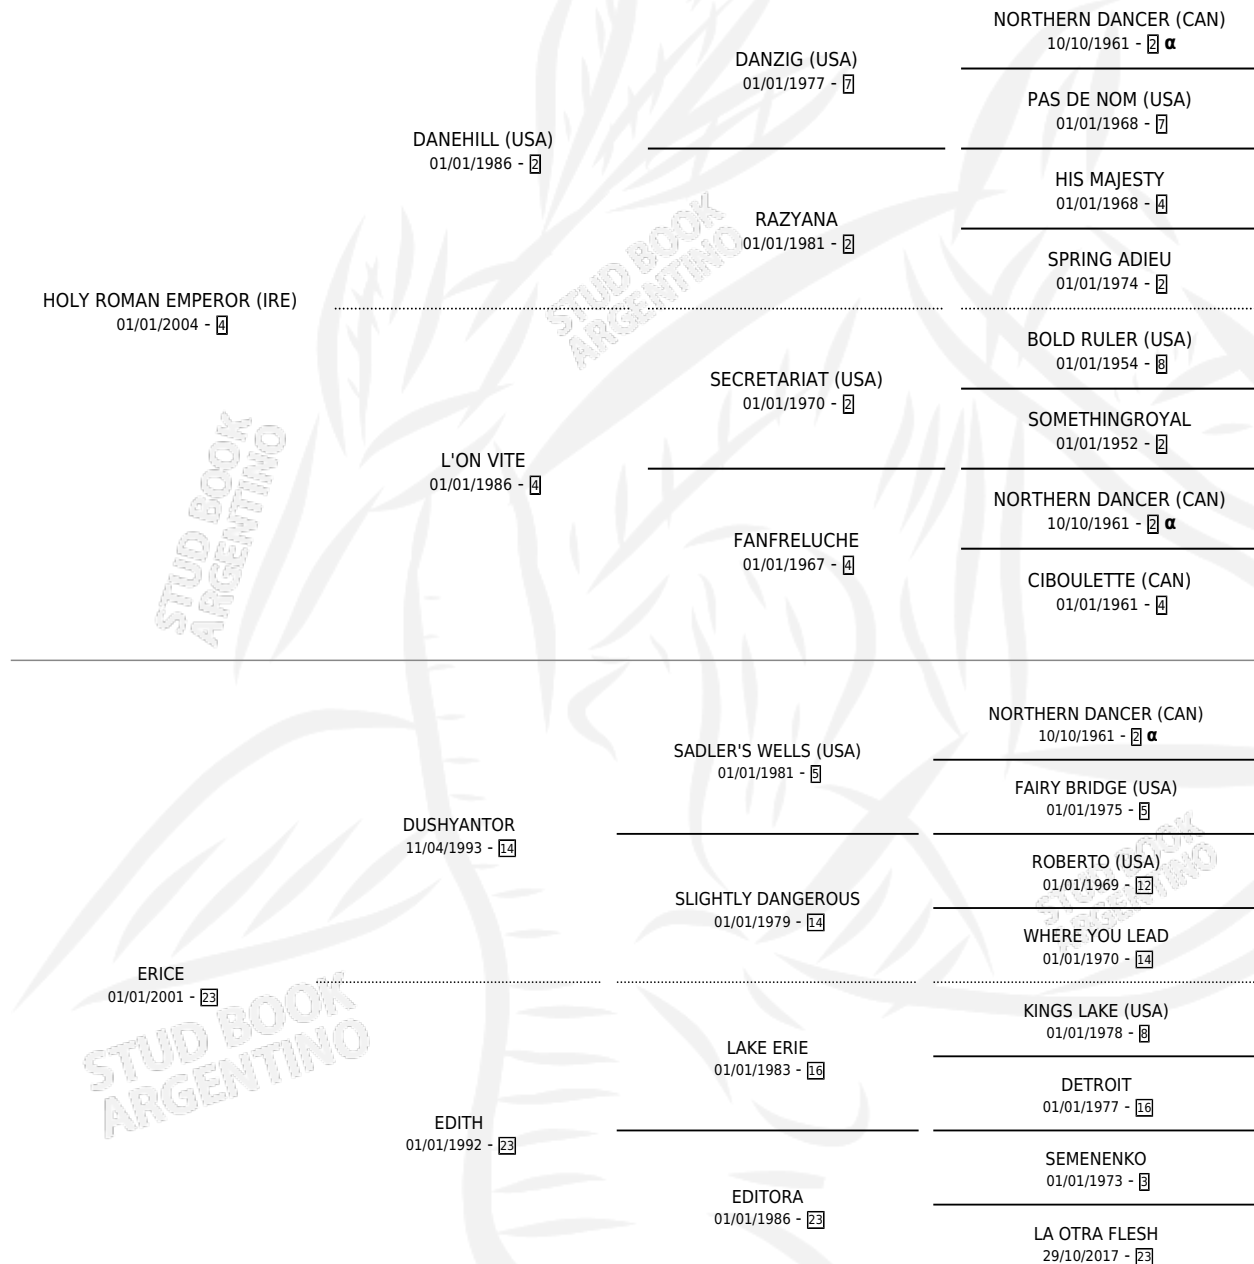 NORTHERN DANCER (CAN)
10/10/1961 - 2 α
DANZIG (USA)
01/01/1977 - 7
PAS DE NOM (USA)
01/01/1968 - 7
DANEHILL (USA)
01/01/1986 - 2
HIS MAJESTY
01/01/1968 - 4
RAZYANA
01/01/1981 - 2
SPRING ADIEU
01/01/1974 - 2
STUD BOOK
ARGENTINO
HOLY ROMAN EMPEROR (IRE)
01/01/2004 - 4
BOLD RULER (USA)
01/01/1954 - 8
SECRETARIAT (USA)
01/01/1970 - 2
SOMETHINGROYAL
01/01/1952 - 2
L'ON VITE
01/01/1986 - 4
NORTHERN DANCER (CAN)
10/10/1961 - 2 α
FANFRELUCHE
01/01/1967 - 4
CIBOULETTE (CAN)
01/01/1961 - 4
STUD BOOK
ARGENTINO
NORTHERN DANCER (CAN)
10/10/1961 - 2 α
SADLER'S WELLS (USA)
01/01/1981 - 5
FAIRY BRIDGE (USA)
01/01/1975 - 5
DUSHYANTOR
11/04/1993 - 14
ROBERTO (USA)
01/01/1969 - 12
SLIGHTLY DANGEROUS
01/01/1979 - 14
WHERE YOU LEAD
01/01/1970 - 14
STUD BOOK
ARGENTINO
ERICE
01/01/2001 - 23
KINGS LAKE (USA)
01/01/1978 - 8
LAKE ERIE
01/01/1983 - 16
DETROIT
01/01/1977 - 16
EDITH
01/01/1992 - 23
SEMENENKO
01/01/1973 - 3
EDITORA
01/01/1986 - 23
LA OTRA FLESH
29/10/2017 - 23
STUD BOOK
ARGENTINO